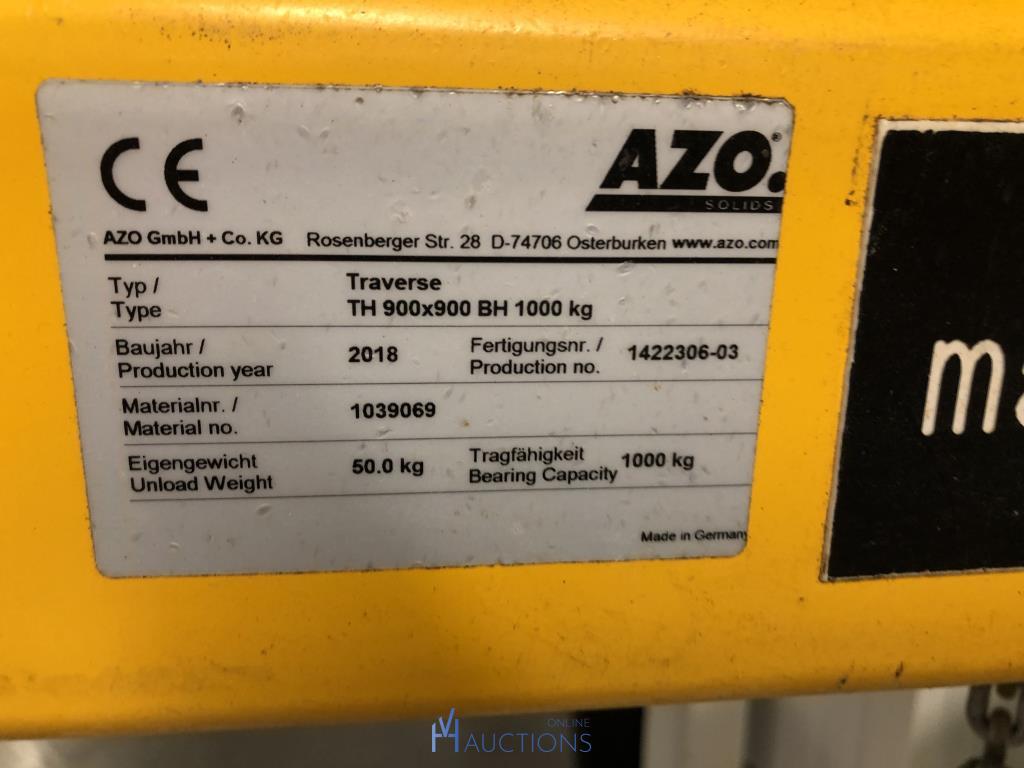 CE
AZO.®
SOLIDS
AZO GmbH + Co. KG Rosenberger Str. 28 D-74706 Osterburken www.azo.com
Typ / Traverse
Type TH 900x900 BH 1000 kg
Baujahr / 2018 Fertigungsnr. / 1422306-03
Production year Production no.
Materialnr. / 1039069
Material no.
Eigengewicht 50.0 kg Tragfähigkeit 1000 kg
Unload Weight Bearing Capacity
Made in Germany
ONLINE
VH AUCTIONS